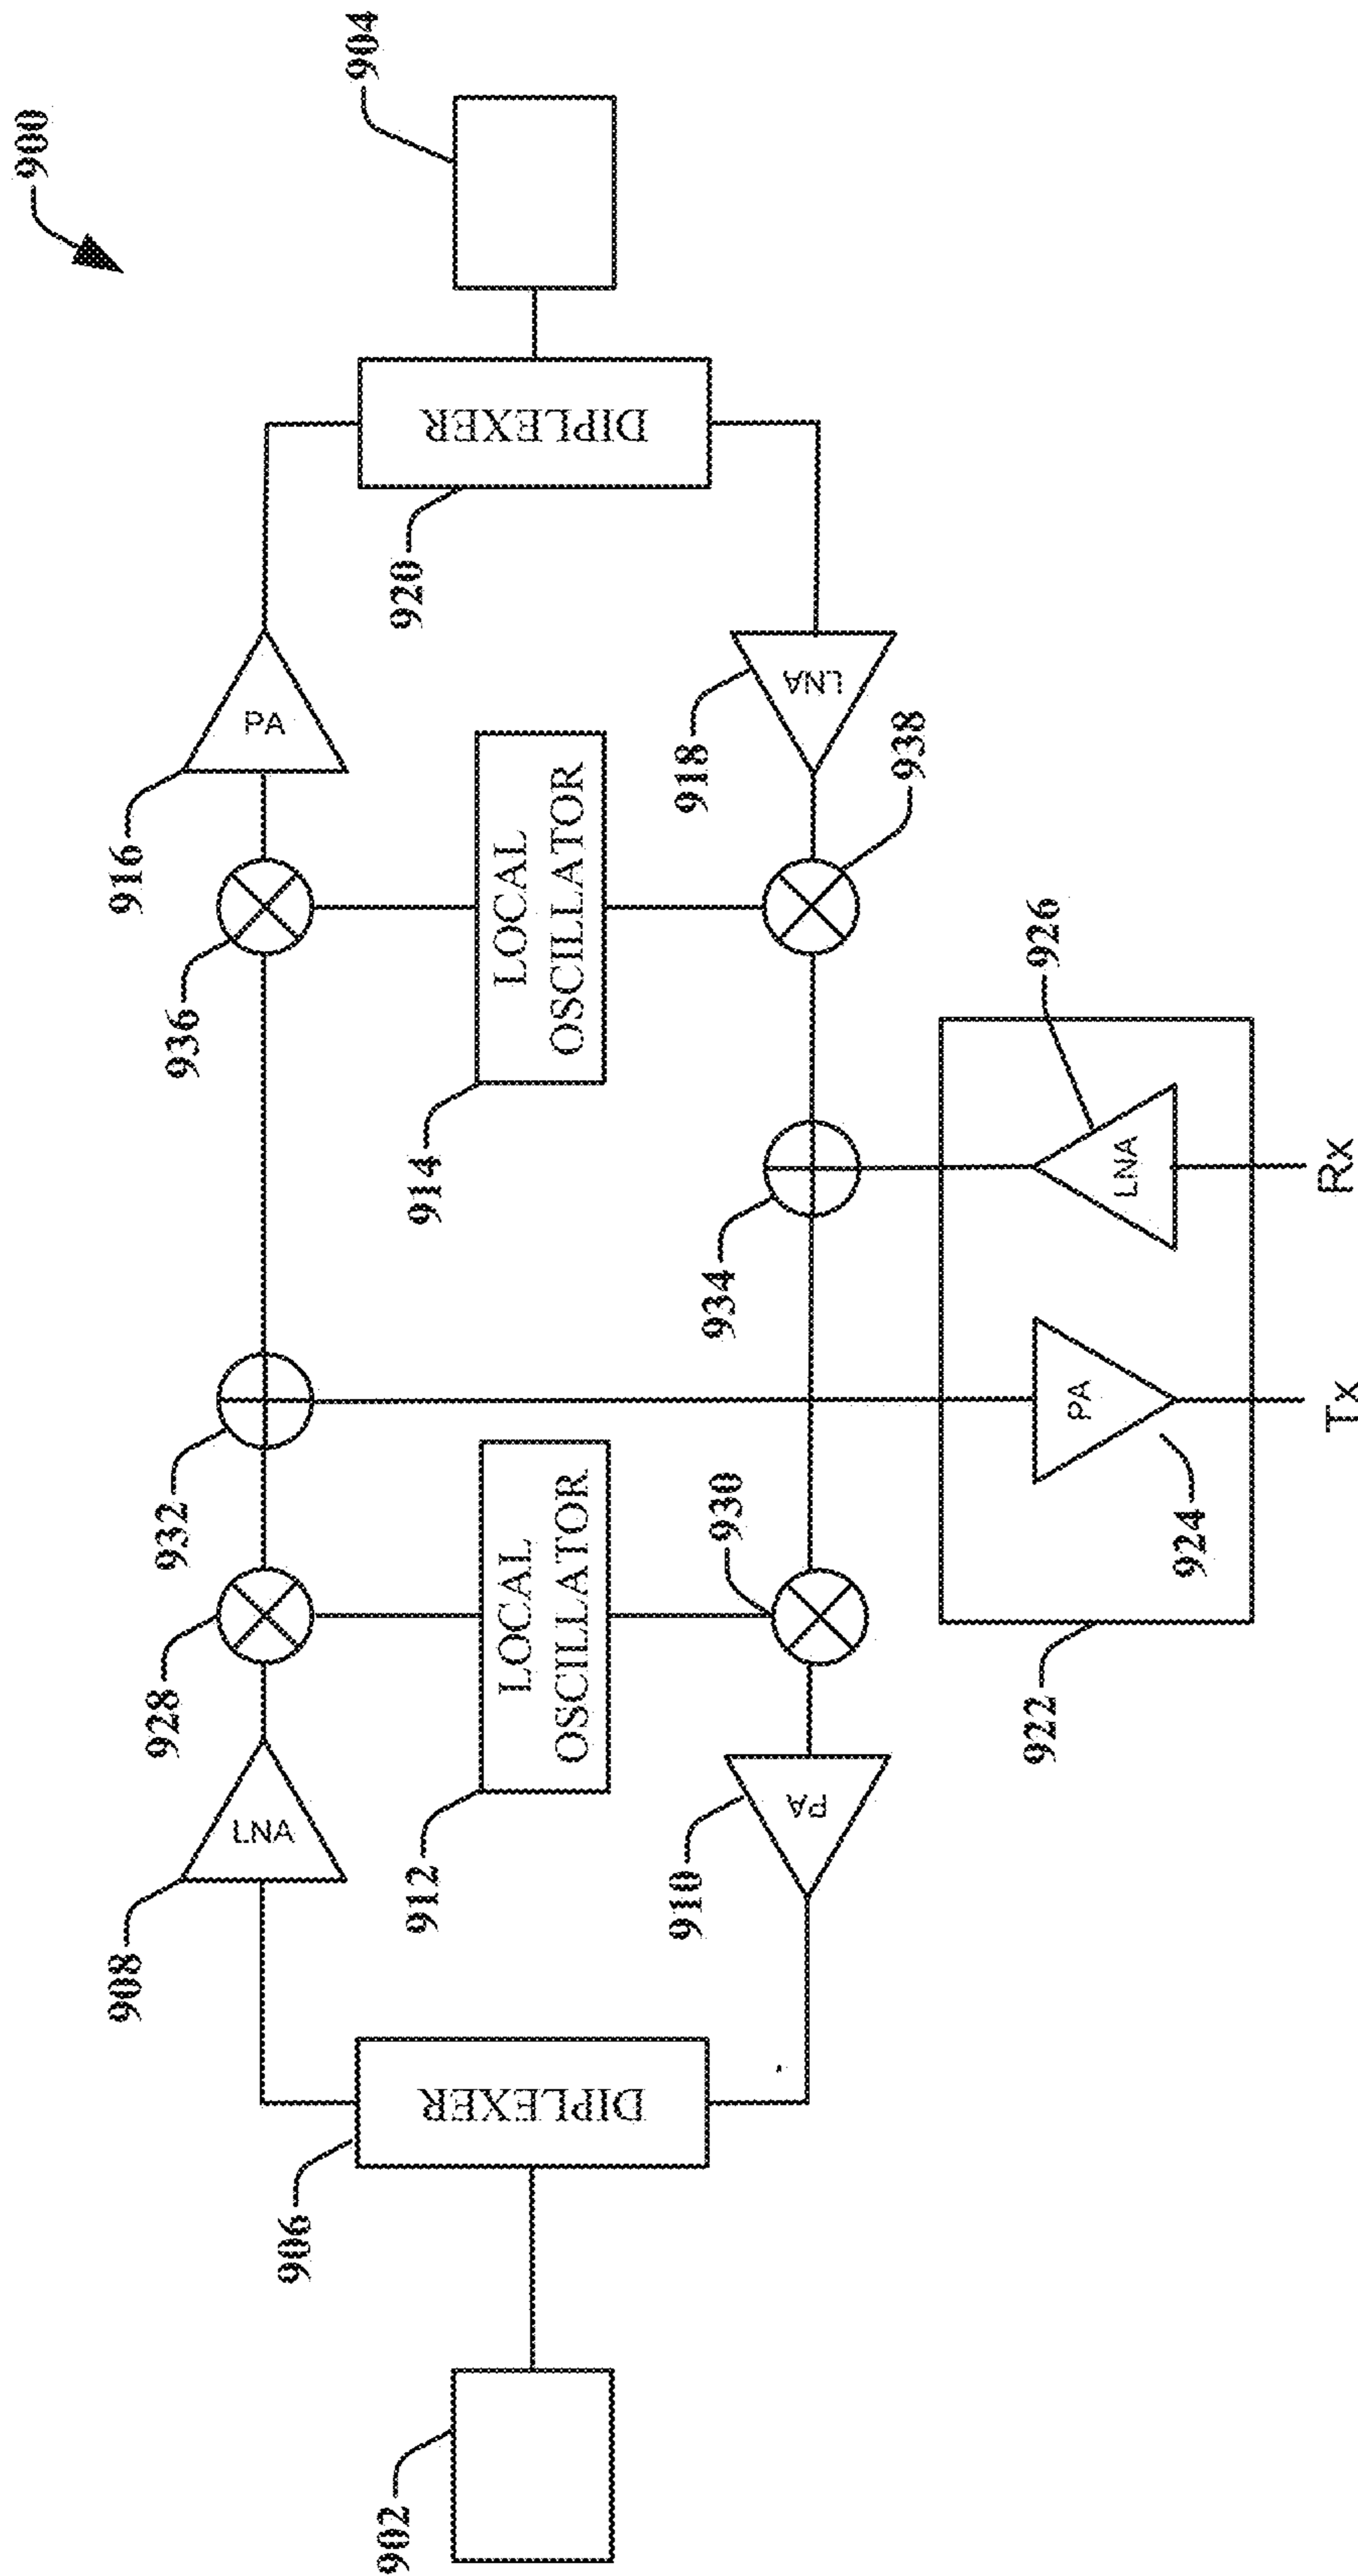 900
904
916
936
932
928
908
PA
LNA
920
DIPLEXER
914
LOCAL
OSCILLATOR
912
LOCAL
OSCILLATOR
906
DIPLEXER
902
918
LNA
938
934
930
910
PA
926
LNA
PA
924
922
Rx
Tx